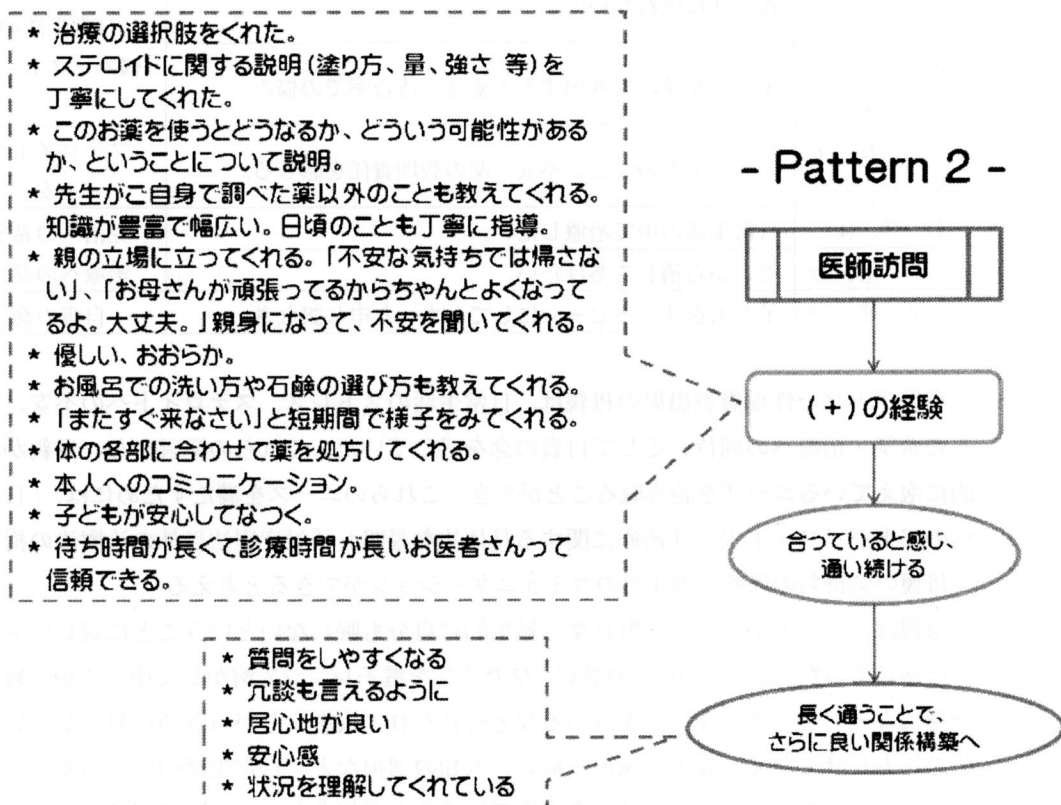 * 治療の選択肢をくれた。
* ステロイドに関する説明(塗り方、量、強さ 等)を
丁寧にしてくれた。
* このお薬を使うとどうなるか、どういう可能性がある
か、ということについて説明。
* 先生がご自身で調べた薬以外のことも教えてくれる。
知識が豊富で幅広い。日頃のことも丁寧に指導。
* 親の立場に立ってくれる。「不安な気持ちでは帰さな
い」、「お母さんが頑張ってるからちゃんとよくなって
るよ。大丈夫。」親身になって、不安を聞いてくれる。
* 優しい、おおらか。
* お風呂での洗い方や石鹸の選び方も教えてくれる。
* 「またすぐ来なさい」と短期間で様子をみてくれる。
* 体の各部に合わせて薬を処方してくれる。
* 本人へのコミュニケーション。
* 子どもが安心してなつく。
* 待ち時間が長くて診療時間が長いお医者さんって
信頼できる。
- Pattern 2 -
医師訪問
(+)の経験
合っていると感じ、
通い続ける
長く通うことで、
さらに良い関係構築へ
* 質問をしやすくなる
* 冗談も言えるように
* 居心地が良い
* 安心感
* 状況を理解してくれている